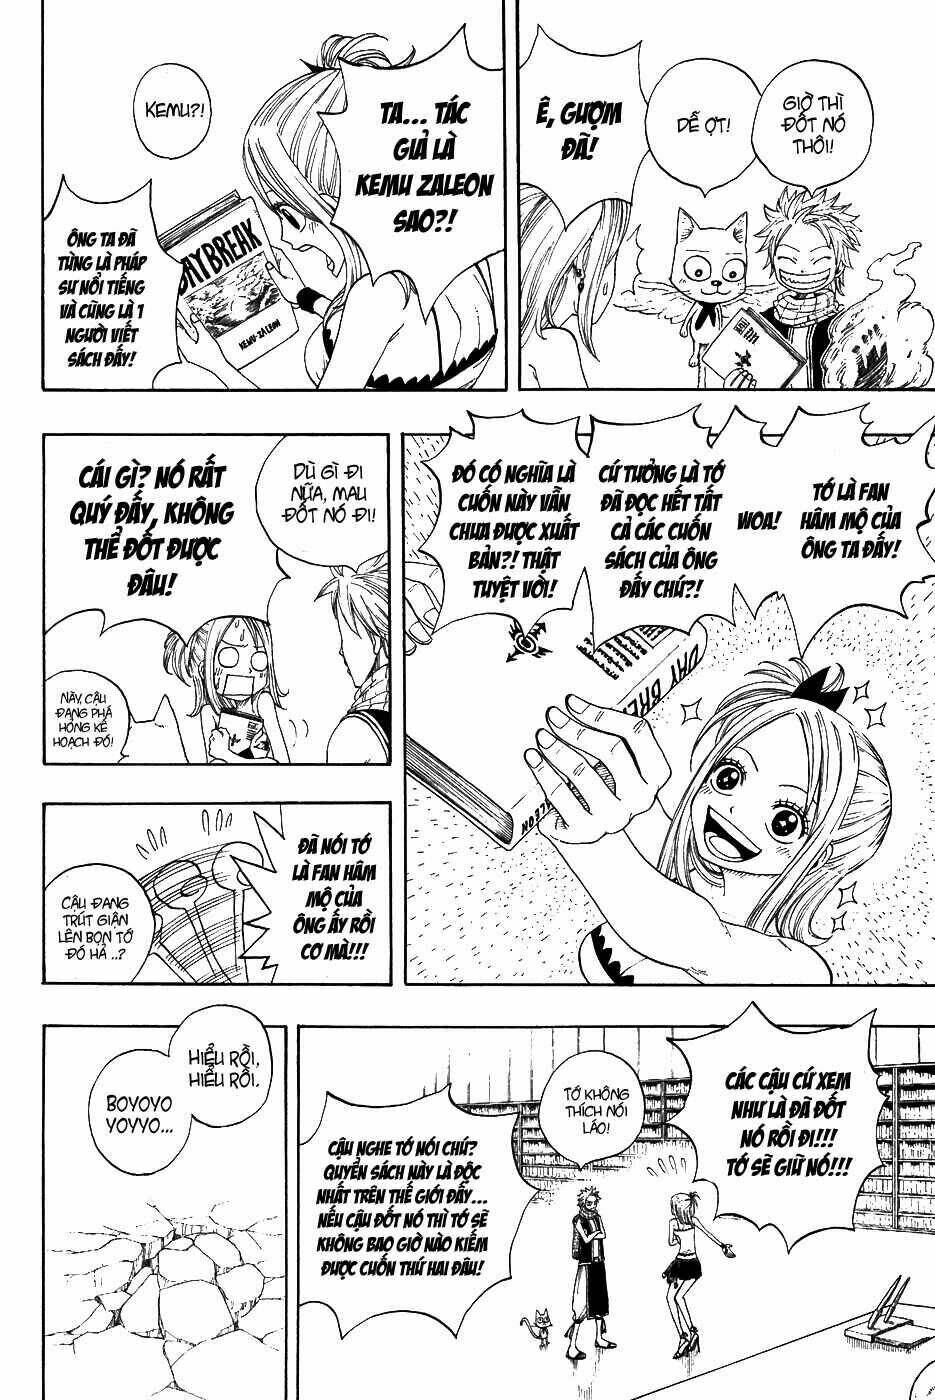 GIỜ THÌ
ĐỐT NÓ
THÔI!
DỄ ỢT!
Ê, GƯỢM
ĐÃ!
TA... TÁC
GIẢ LÀ
KEMU ZALEON
SAO?!
KEMU?!
DAYBREAK
KEMU-ZALEON
ÔNG TA ĐÃ
TỪNG LÀ PHÁP
SƯ NỔI TIẾNG
VÀ CŨNG LÀ 1
NGƯỜI VIẾT
SÁCH ĐẤY!
TỚ LÀ FAN
HÂM MỘ CỦA
ÔNG TA ĐẤY!
WOA!
CỨ TƯỞNG LÀ TỚ
ĐÃ ĐỌC HẾT TẤT
CẢ CÁC CUỐN
SÁCH CỦA ÔNG
ẤY CHỨ?!
ĐÓ CÓ NGHĨA LÀ
CUỐN NÀY VẪN
CHƯA ĐƯỢC XUẤT
BẢN?! THẬT
TUYỆT VỜI!
DAY BRE
LEON
DÙ GÌ ĐI
NỮA, MAU
ĐỐT NÓ ĐI!
CÁI GÌ? NÓ RẤT
QUÝ ĐẤY, KHÔNG
THỂ ĐỐT ĐƯỢC
ĐÂU!
NÀY, CẬU
ĐANG PHÁ
HỎNG KẾ
HOẠCH ĐÓ!
ĐÃ NÓI TỚ
LÀ FAN HÂM
MỘ CỦA
ÔNG ẤY RỒI
CƠ MÀ!!!
CẬU ĐANG
TRÚT GIẬN
LÊN BỌN TỚ
ĐÓ HẢ ..?
CÁC CẬU CỨ XEM
NHƯ LÀ ĐÃ ĐỐT
NÓ RỒI ĐI!!!
TỚ SẼ GIỮ NÓ!!!
TỚ KHÔNG
THÍCH NÓI
LÁO!
CẬU NGHE TỚ NÓI CHỨ?
QUYỂN SÁCH NÀY LÀ ĐỘC
NHẤT TRÊN THẾ GIỚI ĐẤY...
NẾU CẬU ĐỐT NÓ THÌ TỚ SẼ
KHÔNG BAO GIỜ NÀO KIẾM
ĐƯỢC CUỐN THỨ HAI ĐÂU!
HIỂU RỒI,
HIỂU RỒI.
BOYOYO
YOYYO...